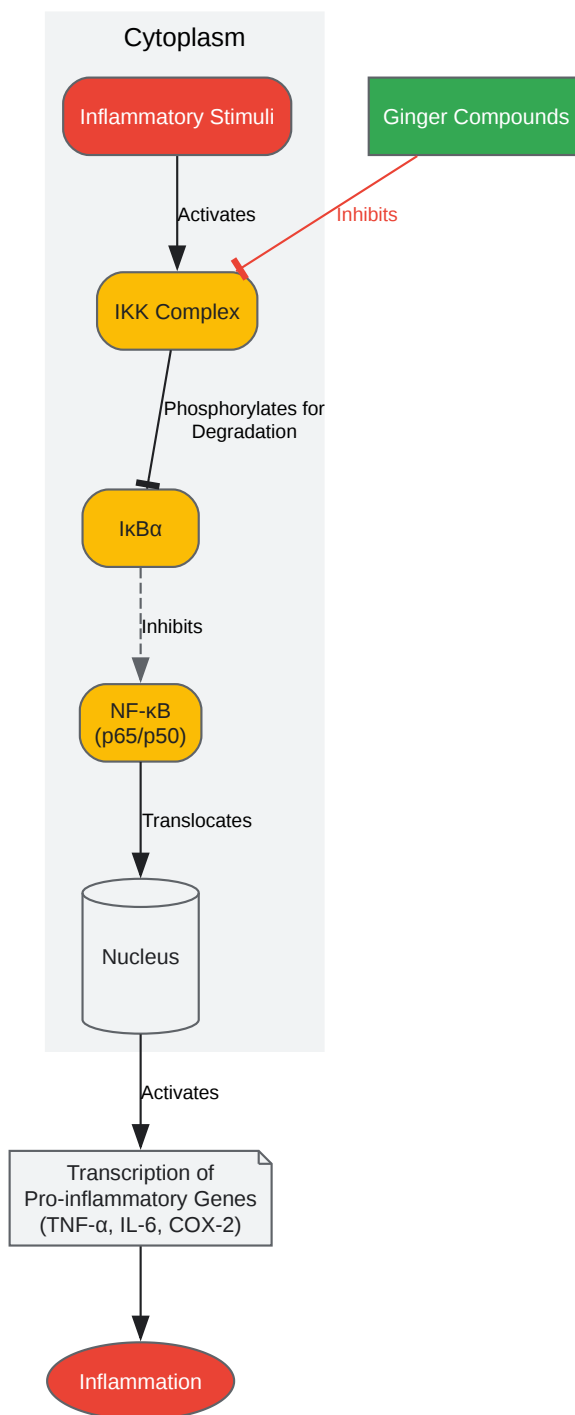 Cytoplasm
Inflammatory Stimuli
Ginger Compounds
Activates
Inhibits
IKK Complex
Phosphorylates for
Degradation
IκBα
Inhibits
NF-κB
(p65/p50)
Translocates
Nucleus
Activates
Transcription of
Pro-inflammatory Genes
(TNF-α, IL-6, COX-2)
Inflammation